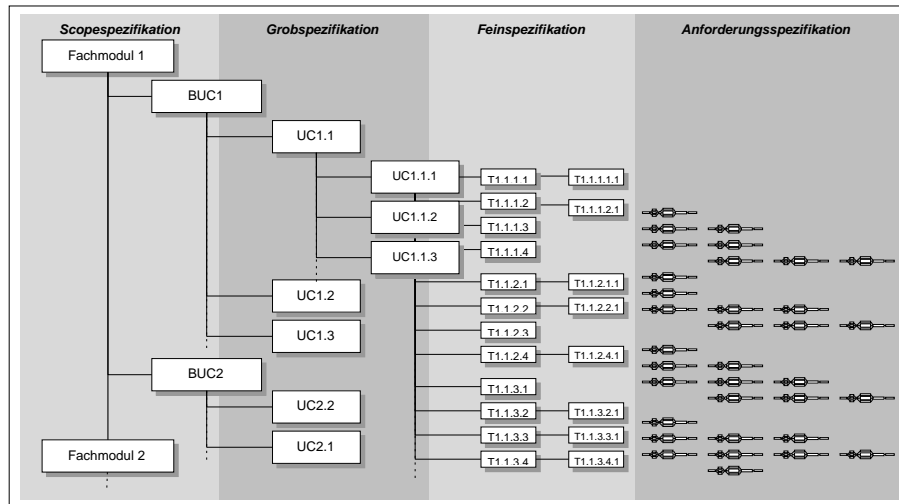 Scopespezifikation
Grobspezifikation
Feinspezifikation
Anforderungsspezifikation
Fachmodul 1
BUC1
UC1.1
UC1.1.1
T1.1.1.1
T1.1.1.1.1
T1.1.1.2
T1.1.1.2.1
UC1.1.2
T1.1.1.3
T1.1.1.4
UC1.1.3
T1.1.2.1
T1.1.2.1.1
UC1.2
T1.1.2.2
T1.1.2.2.1
T1.1.2.3
UC1.3
T1.1.2.4
T1.1.2.4.1
BUC2
T1.1.3.1
UC2.2
T1.1.3.2
T1.1.3.2.1
T1.1.3.3
T1.1.3.3.1
UC2.1
Fachmodul 2
T1.1.3.4
T1.1.3.4.1